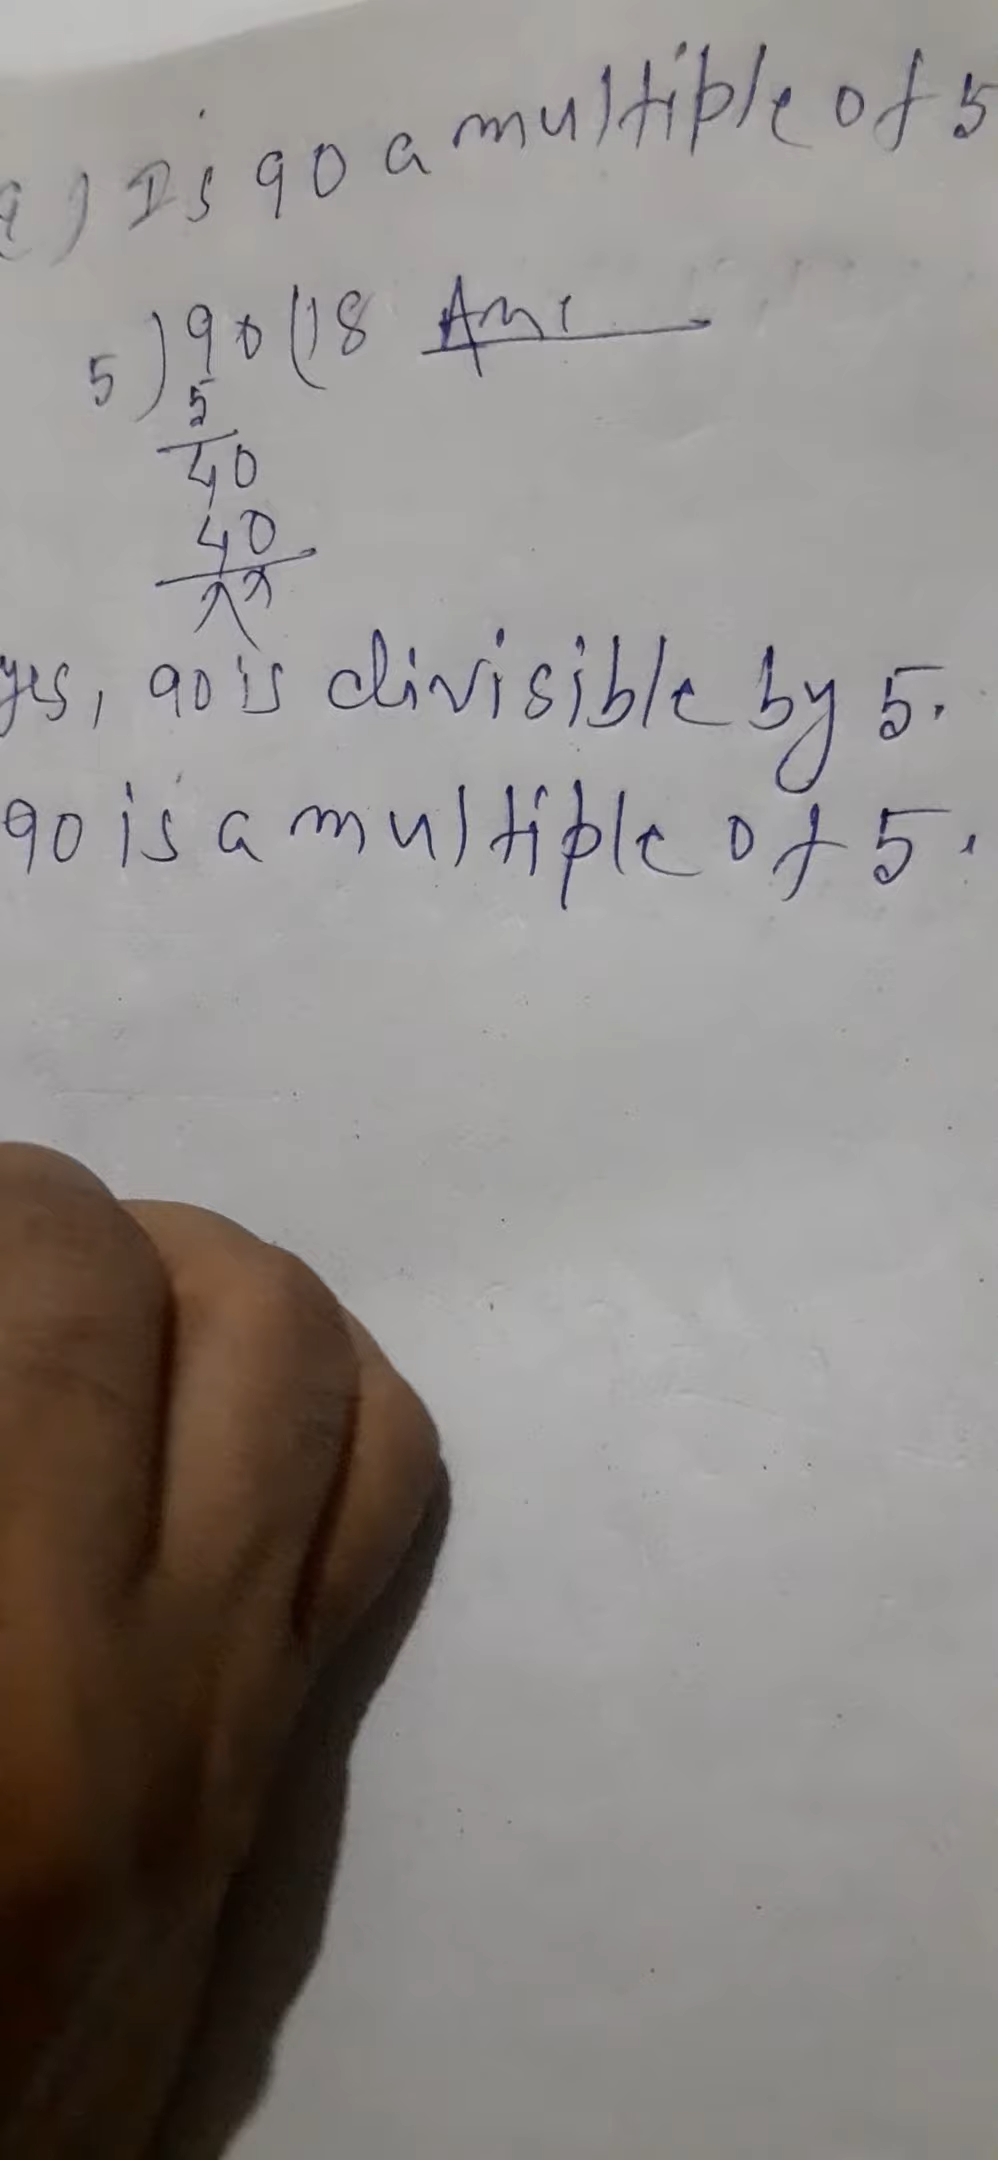 ) Is 90 a multiple of 5
5)90(18 Ans
5
40
40
xx
yes, 90 is divisible by 5.
90 is a multiple of 5.